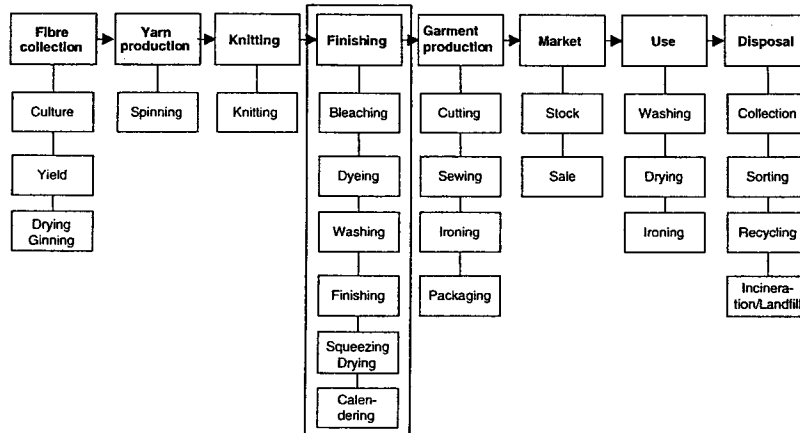 Fibre
collection
Yarn
production
Knitting
Finishing
Garment
production
Market
Use
Disposal
Culture
Yield
Drying
Ginning
Spinning
Knitting
Bleaching
Dyeing
Washing
Finishing
Squeezing
Drying
Calen-
dering
Cutting
Sewing
Ironing
Packaging
Stock
Sale
Washing
Drying
Ironing
Collection
Sorting
Recycling
Incinera-
tion/Landfill